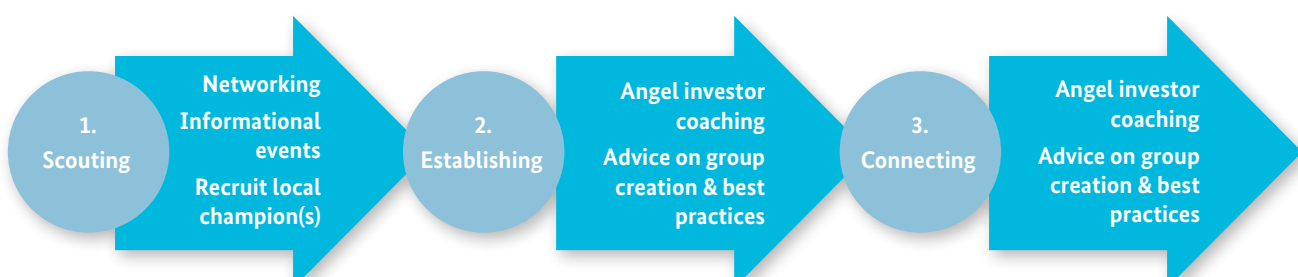 1.
Scouting
Networking
Informational
events
Recruit local
champion(s)
2.
Establishing
Angel investor
coaching
Advice on group
creation & best
practices
3.
Connecting
Angel investor
coaching
Advice on group
creation & best
practices